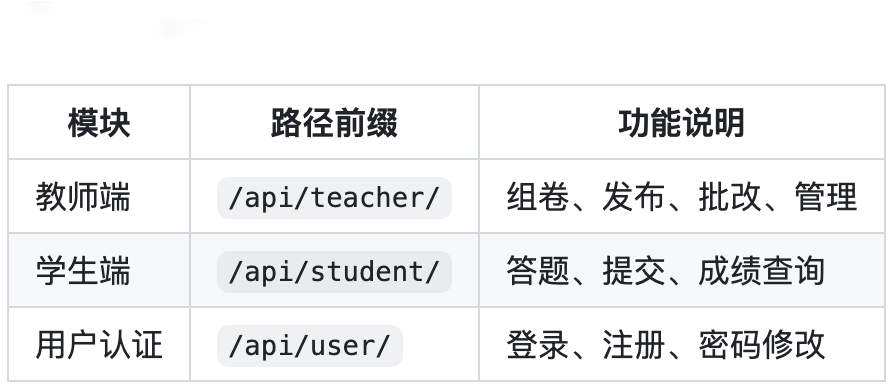 模块 路径前缀 功能说明
教师端 /api/teacher/ 组卷、发布、批改、管理
学生端 /api/student/ 答题、提交、成绩查询
用户认证 /api/user/ 登录、注册、密码修改